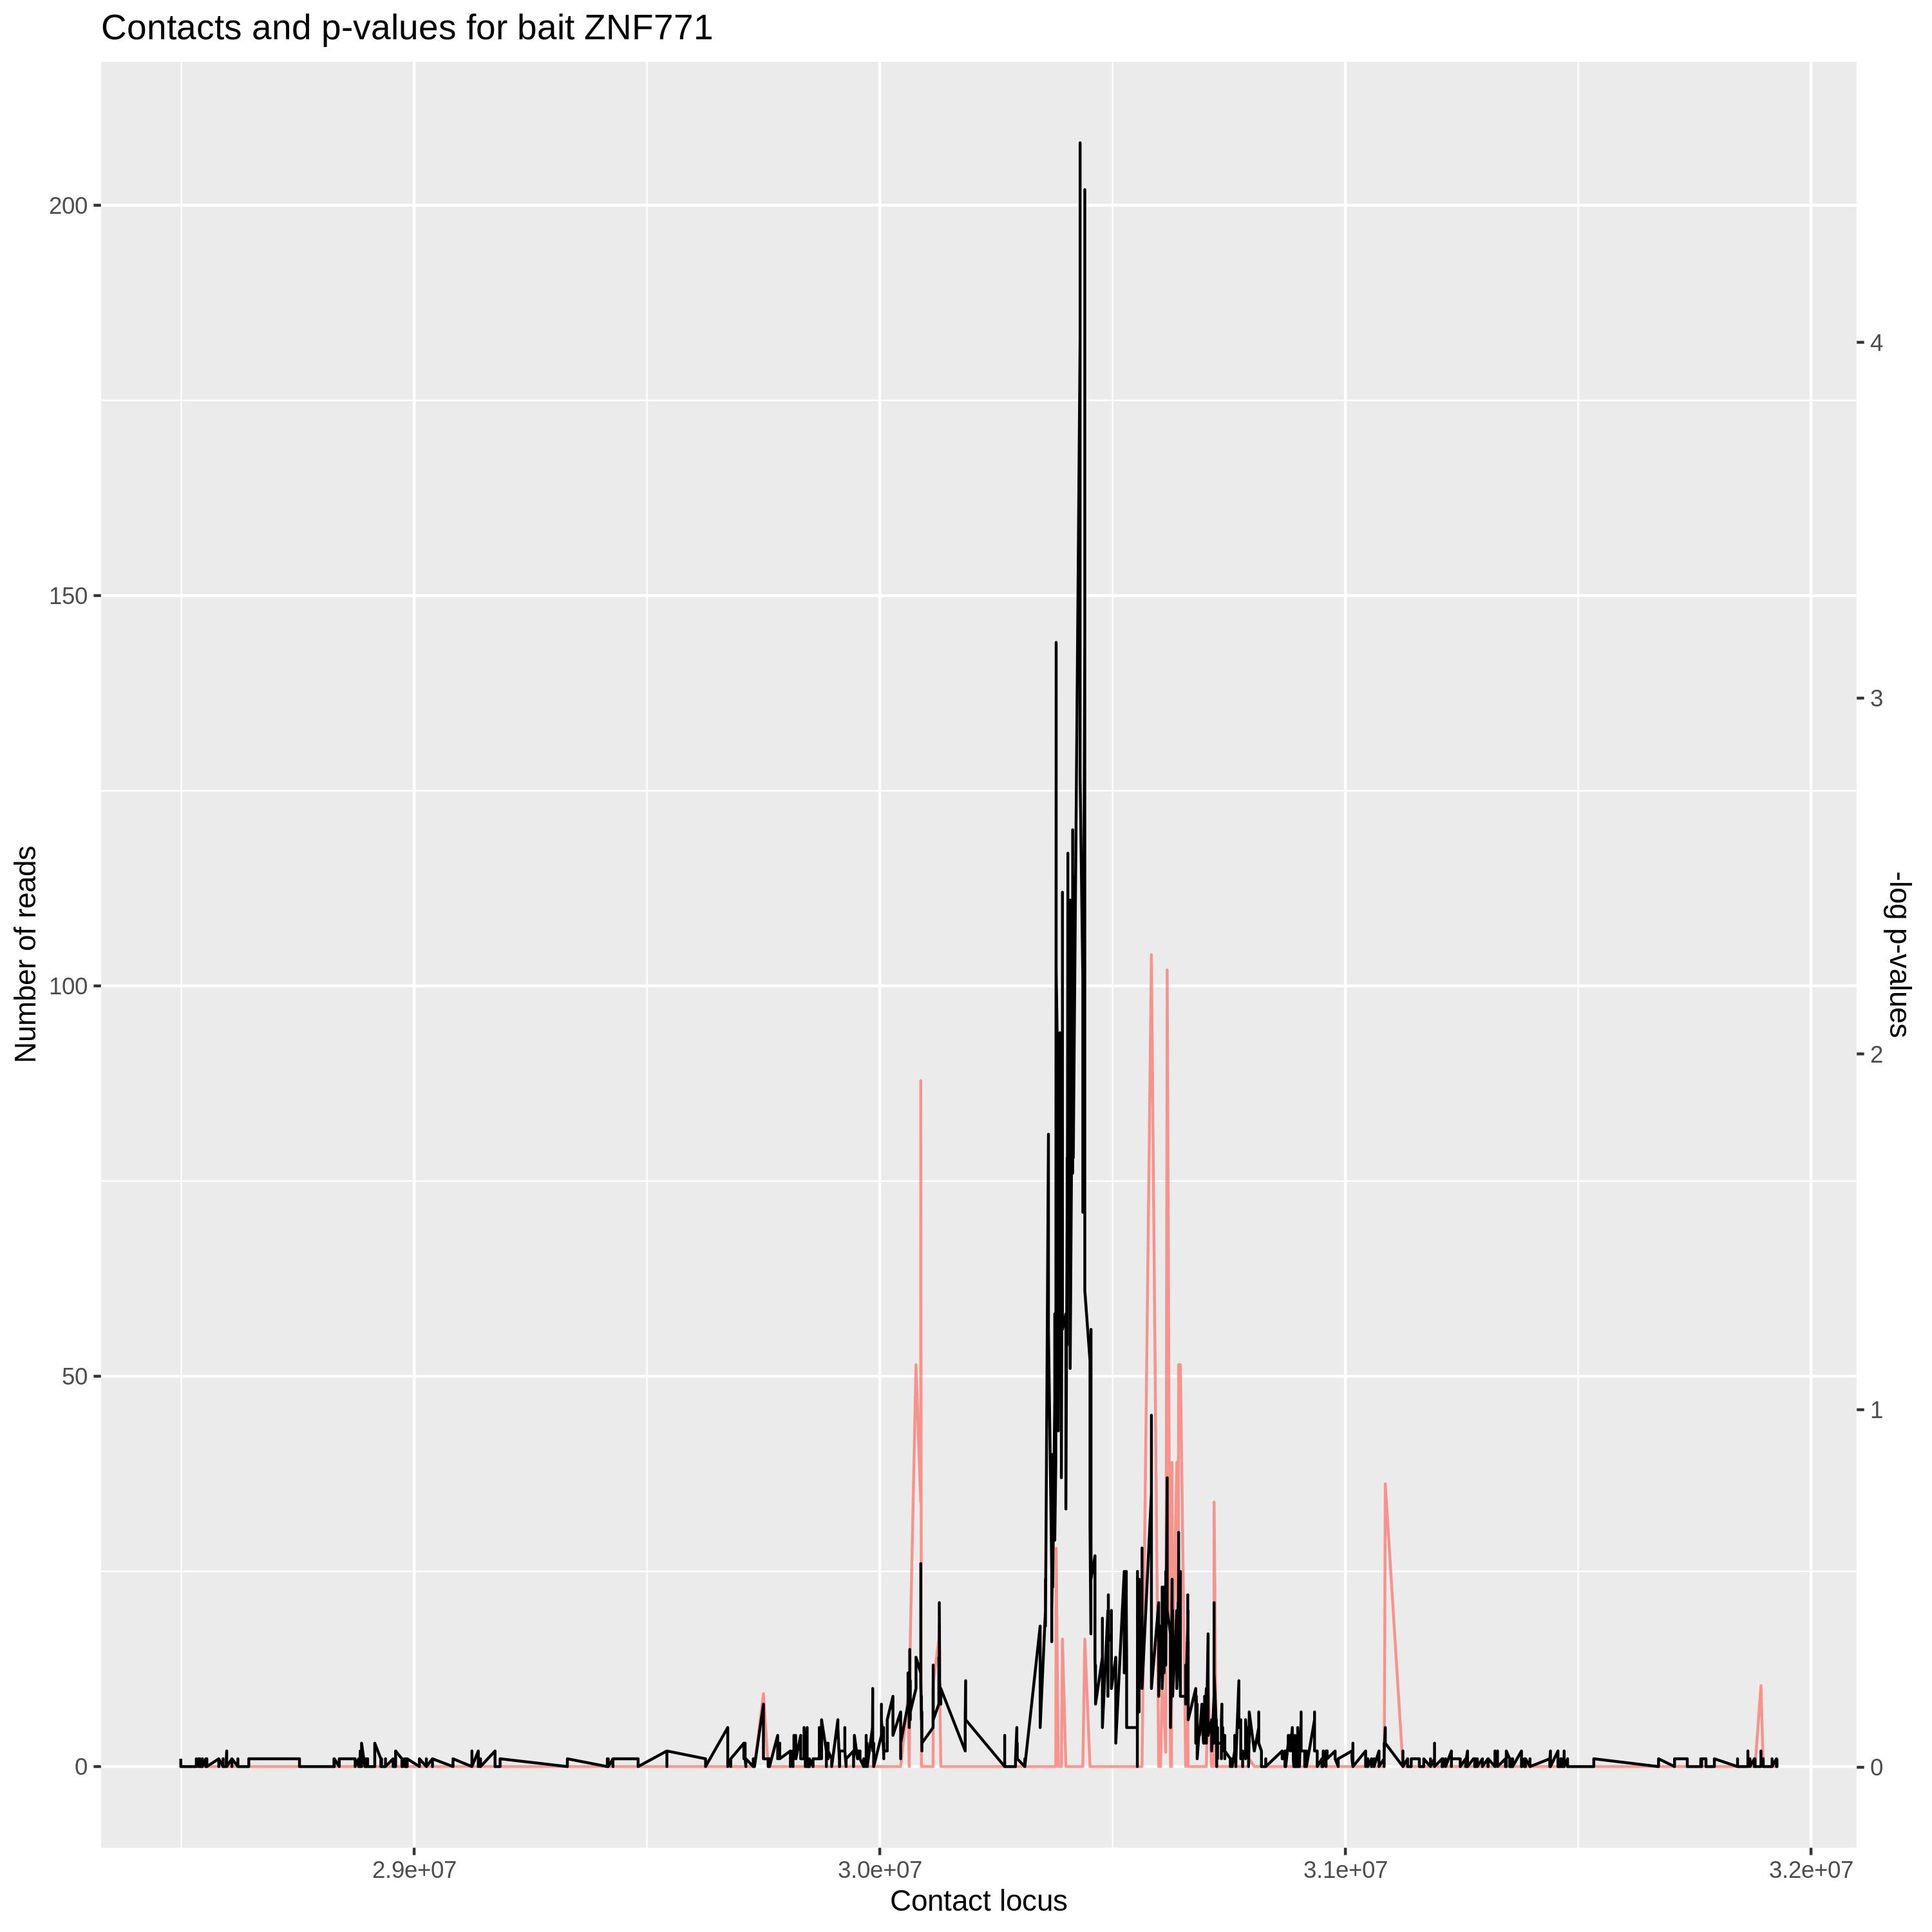 Contacts and p-values for bait ZNF771
Number of reads
200
150
100
50
0
4
3
2
1
0
-log p-values
2.9e+07
3.0e+07
3.1e+07
3.2e+07
Contact locus